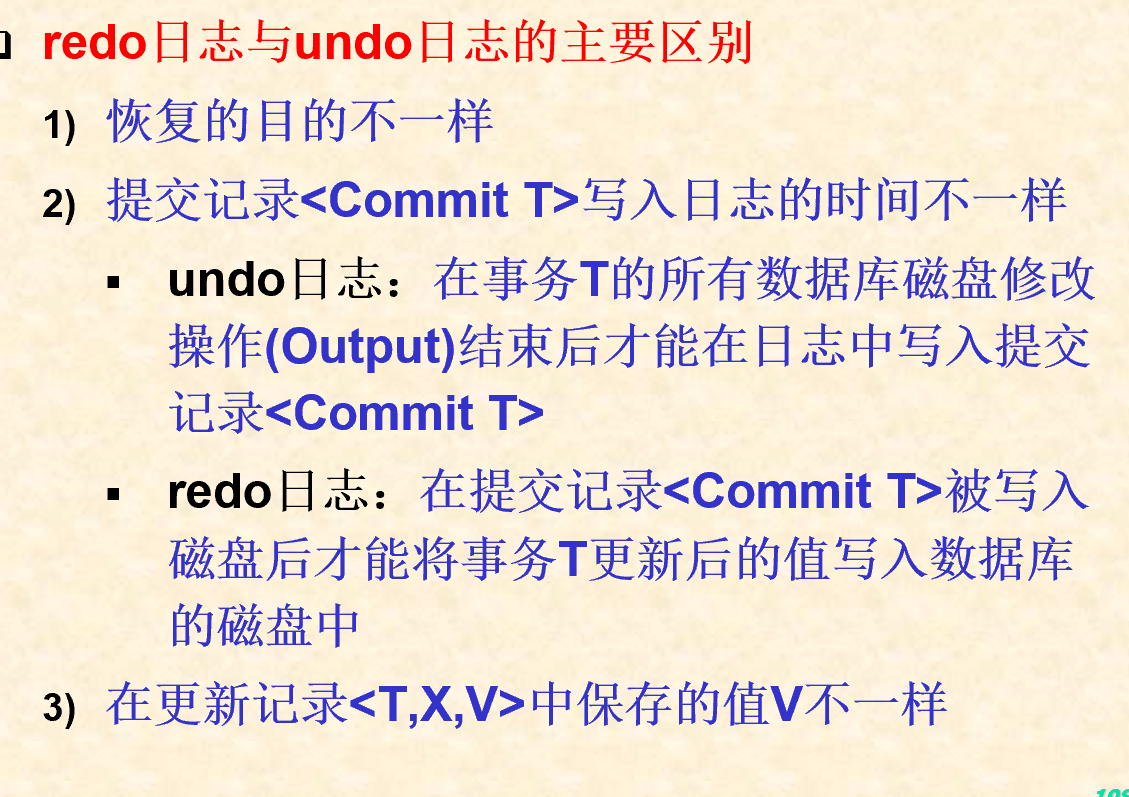 redo日志与undo日志的主要区别
1) 恢复的目的不一样
2) 提交记录<Commit T>写入日志的时间不一样
▪ undo日志：在事务T的所有数据库磁盘修改
操作(Output)结束后才能在日志中写入提交
记录<Commit T>
▪ redo日志：在提交记录<Commit T>被写入
磁盘后才能将事务T更新后的值写入数据库
的磁盘中
3) 在更新记录<T,X,V>中保存的值V不一样